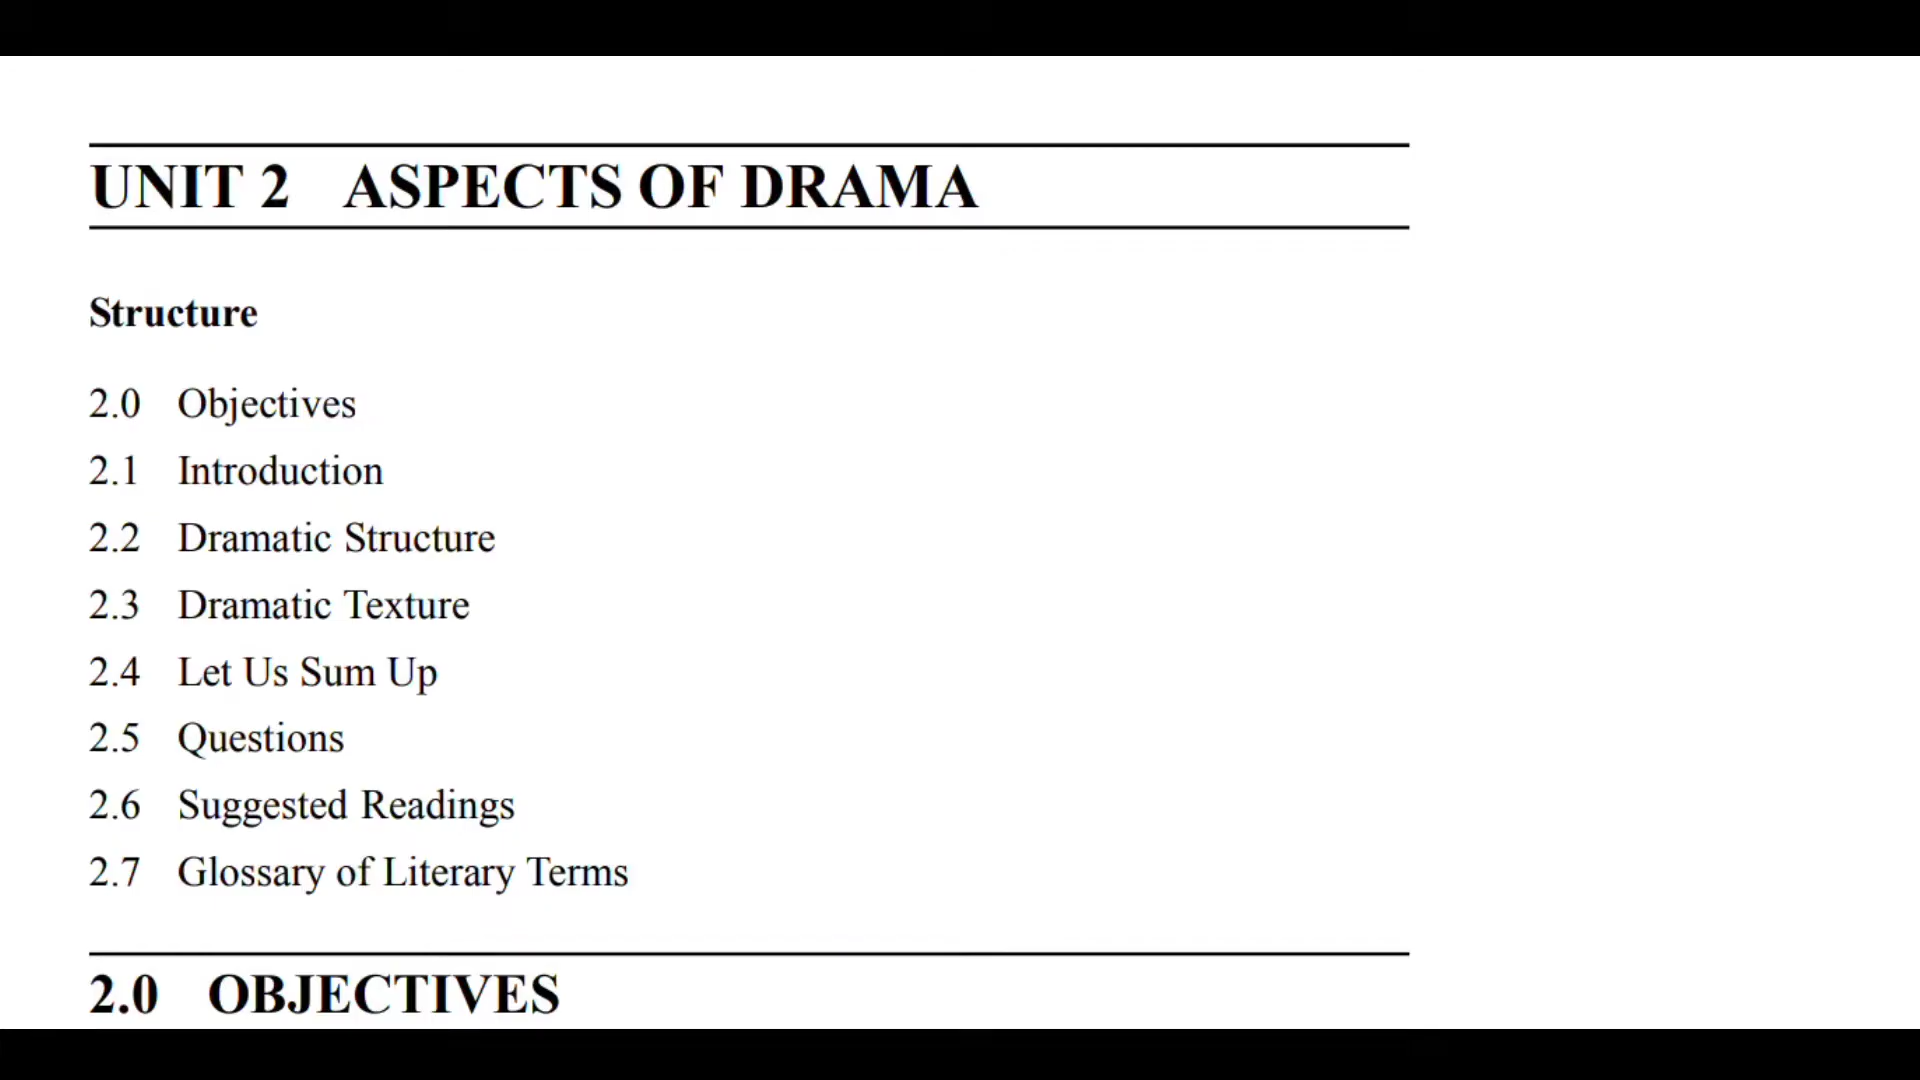 UNIT 2 ASPECTS OF DRAMA
Structure
2.0 Objectives
2.1 Introduction
2.2 Dramatic Structure
2.3 Dramatic Texture
2.4 Let Us Sum Up
2.5 Questions
2.6 Suggested Readings
2.7 Glossary of Literary Terms
2.0 OBJECTIVES